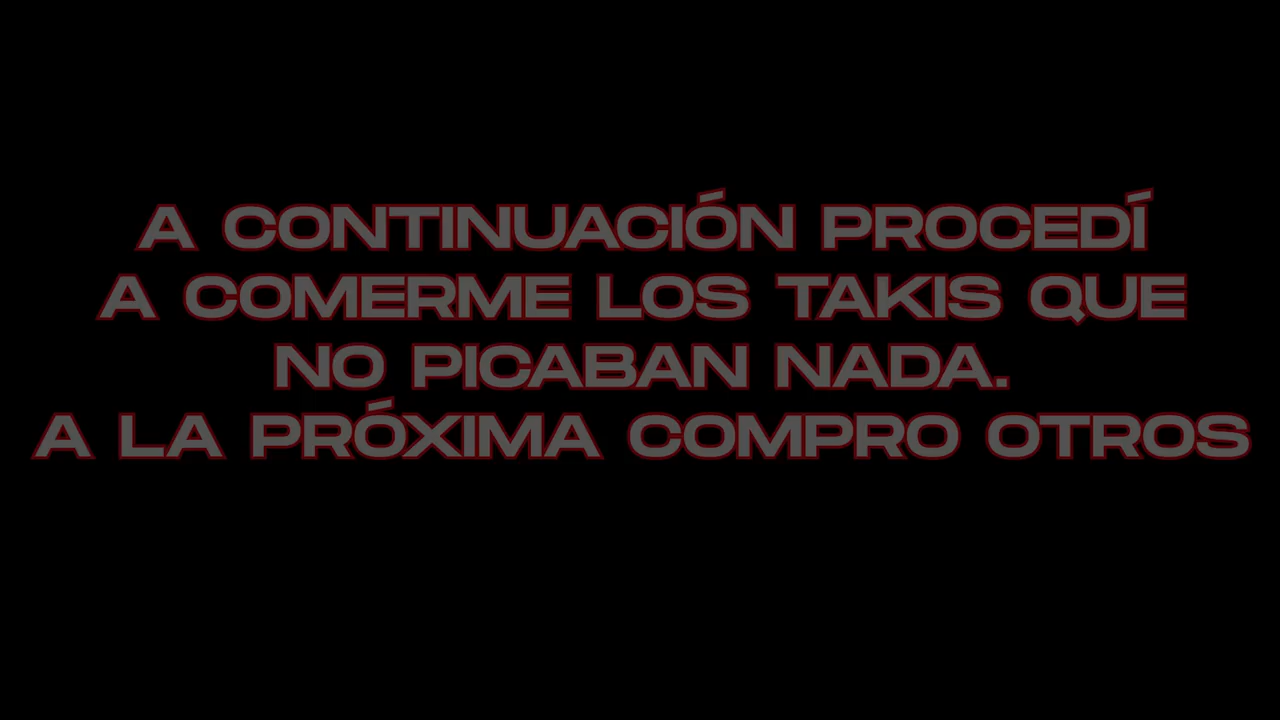 A CONTINUACIÓN PROCEDÍ
A COMERME LOS TAKIS QUE
NO PICABAN NADA.
A LA PRÓXIMA COMPRO OTROS